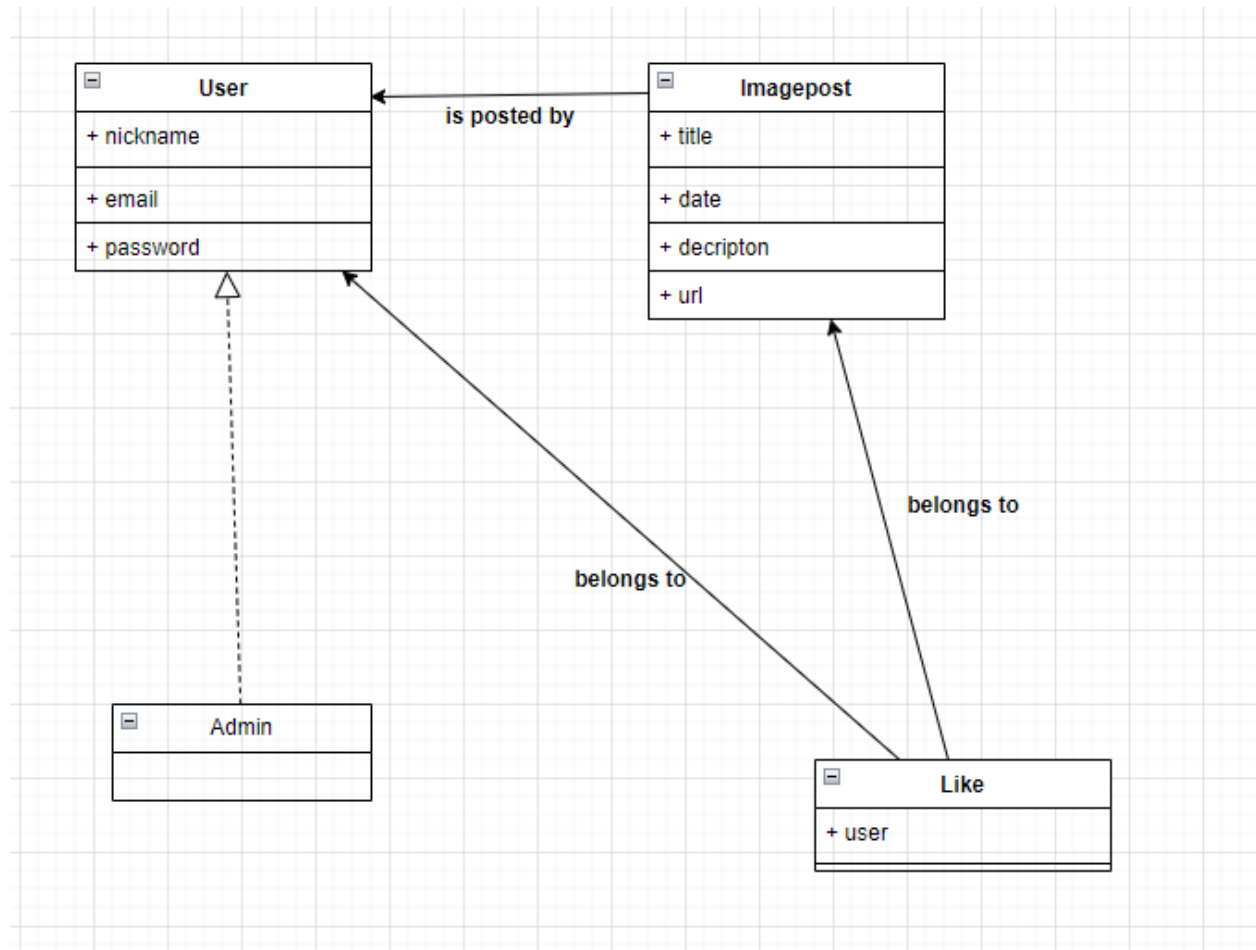 User
+ nickname
+ email
+ password
is posted by
Imagepost
+ title
+ date
+ decripton
+ url
belongs to
belongs to
Admin
Like
+ user